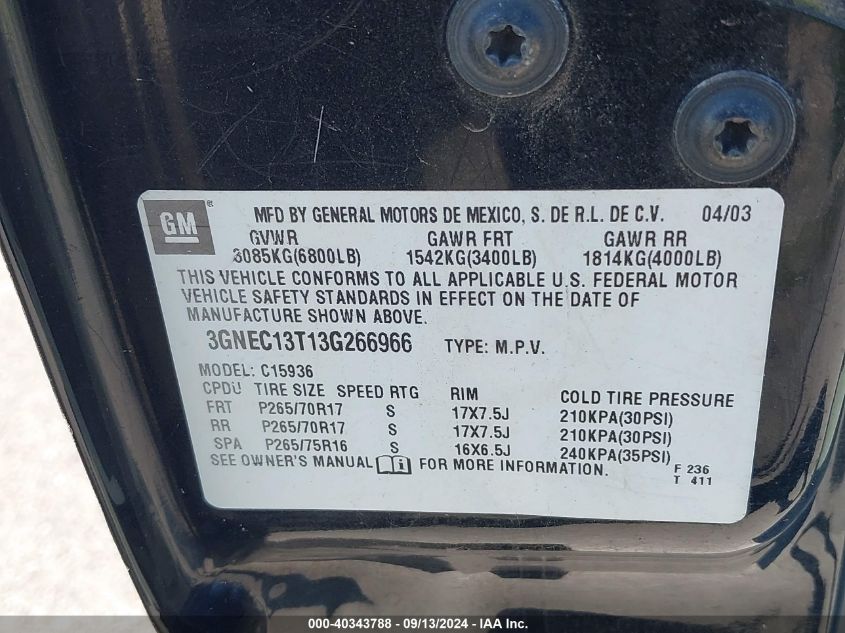 GM ® MFD BY GENERAL MOTORS DE MEXICO, S. DE R.L. DE C.V. 04/03
GVWR GAWR FRT GAWR RR
3085KG(6800LB) 1542KG(3400LB) 1814KG(4000LB)
THIS VEHICLE CONFORMS TO ALL APPLICABLE U.S. FEDERAL MOTOR
VEHICLE SAFETY STANDARDS IN EFFECT ON THE DATE OF
MANUFACTURE SHOWN ABOVE.
3GNEC13T13G266966 TYPE: M.P.V.
MODEL: C15936
CPDU TIRE SIZE SPEED RTG RIM COLD TIRE PRESSURE
FRT P265/70R17 S 17X7.5J 210KPA(30PSI)
RR P265/70R17 S 17X7.5J 210KPA(30PSI)
SPA P265/75R16 S 16X6.5J 240KPA(35PSI)
SEE OWNER'S MANUAL FOR MORE INFORMATION.
F 236
T 411
000-40343788 - 09/13/2024 - IAA Inc.